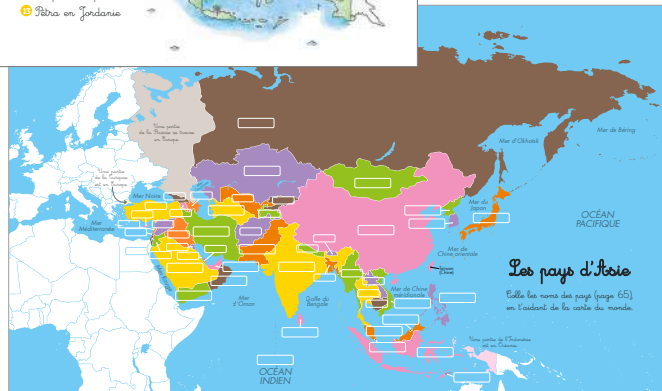 13 Pétra en Jordanie
Une partie
de la Russie se trouve
en Europe
Une partie
de la Turquie
est en Europe
Mer d'Okhotsk
Mer de Béring
Mer Noire
Mer
Méditerranée
Mer du
Japon
OCÉAN
PACIFIQUE
Mer de
Chine orientale
Taïwan
(Chine)
Les pays d'Asie
Colle les noms des pays (page 65),
en t'aidant de la carte du monde.
Mer
d'Oman
Golfe du
Bengale
Mer de Chine
méridionale
Une partie de l'Indonésie
est en Océanie
OCÉAN
INDIEN